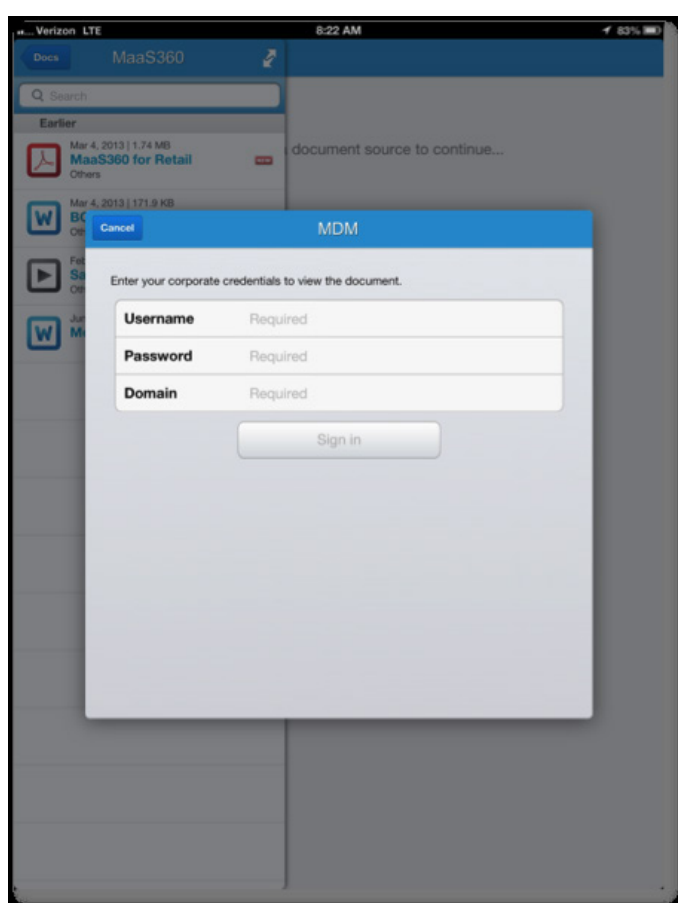 Verizon LTE 8:22 AM 83%
Docs MaaS360
Search
Earlier
Mar 4, 2013 | 1.74 MB
MaaS360 for Retail
Others
document source to continue...
Mar 4, 2013 | 171.9 KB
Cancel MDM
Enter your corporate credentials to view the document.
Username Required
Password Required
Domain Required
Sign in